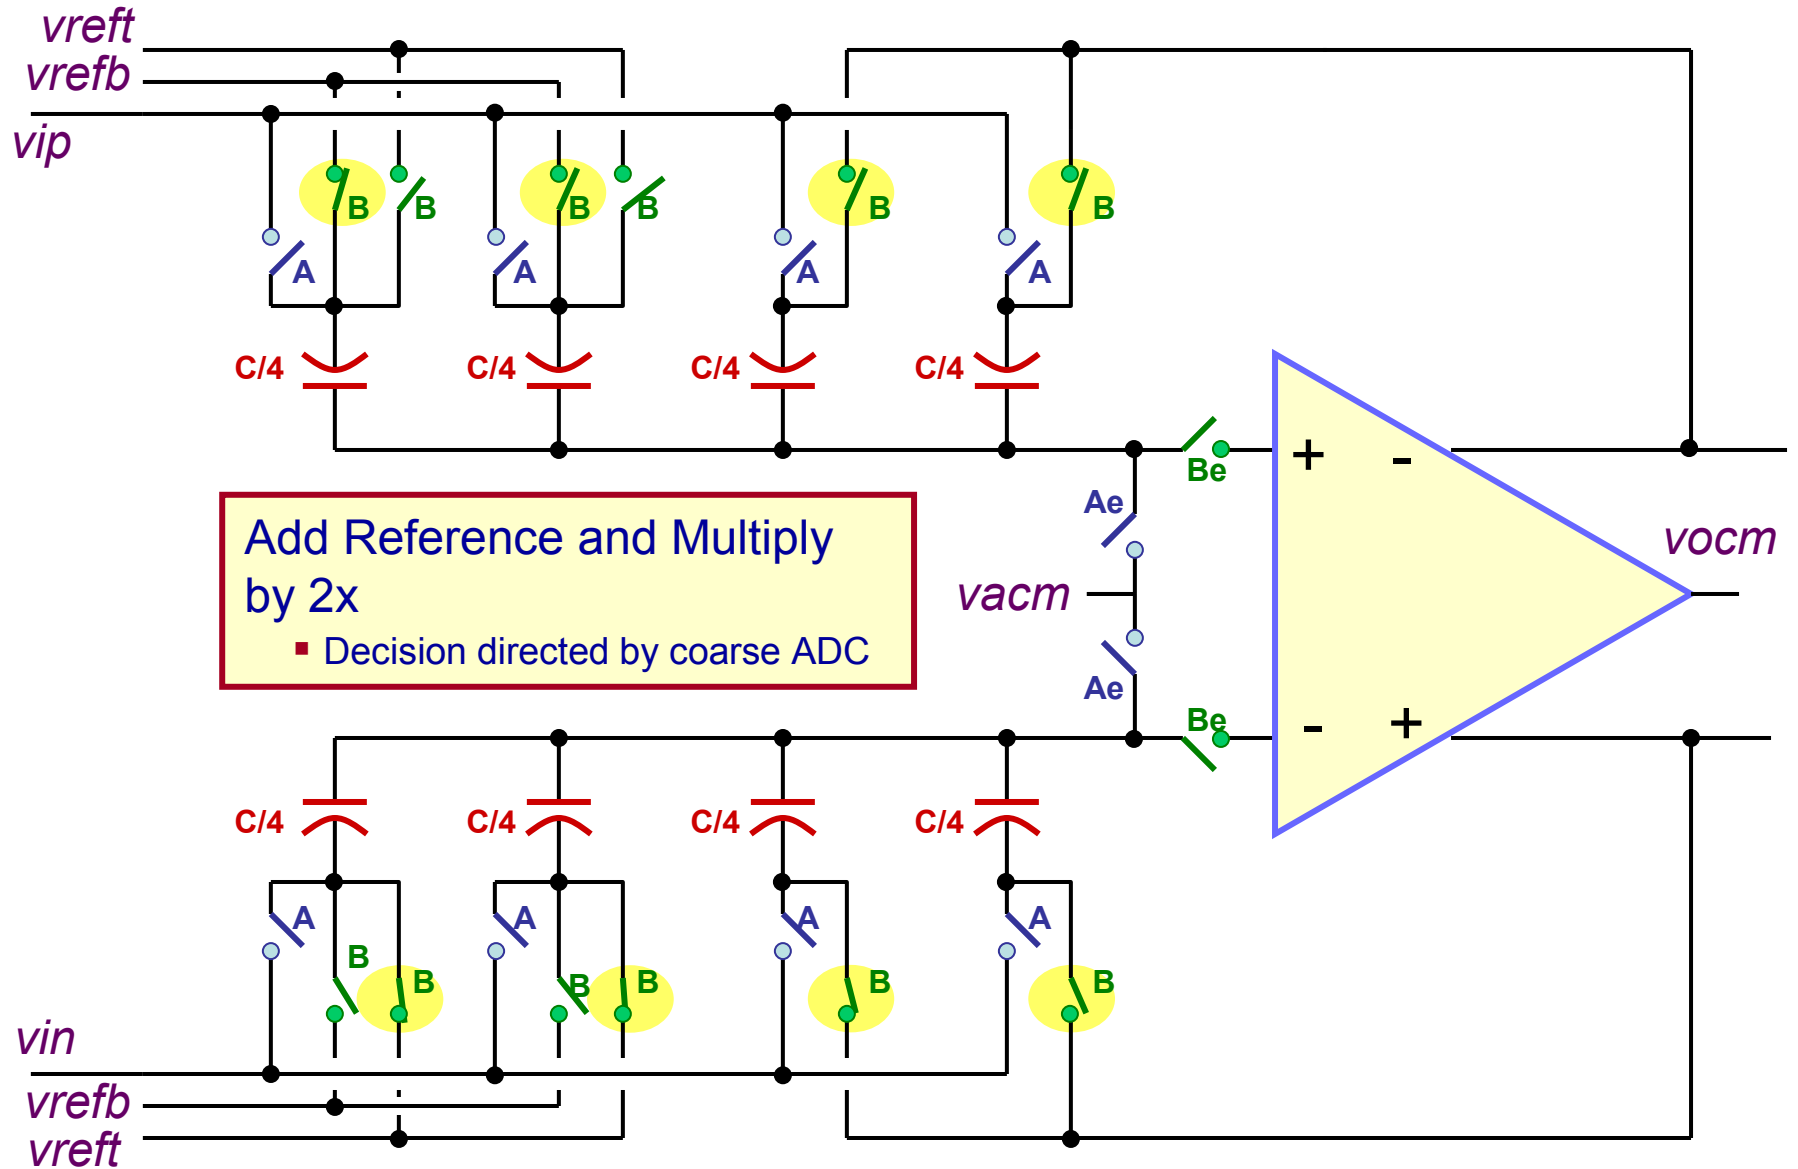 vreft
vrefb
vip
B B B B B B
A A A A
C/4 C/4 C/4 C/4
+ -
Be
Ae
Add Reference and Multiply
by 2x
▪ Decision directed by coarse ADC
vocm
vacm
Ae
Be
- +
C/4 C/4 C/4 C/4
A A A A
B B B B B B
vin
vrefb
vreft